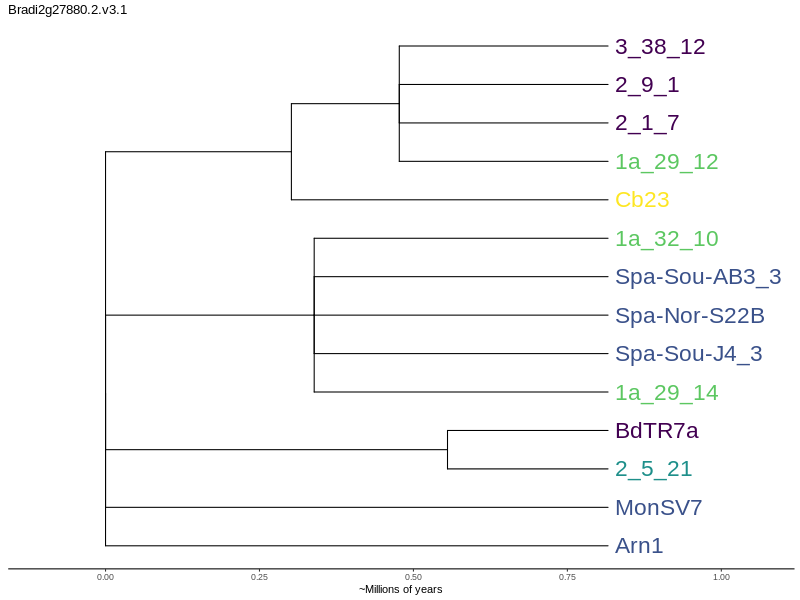 Bradi2g27880.2.v3.1
3_38_12
2_9_1
2_1_7
1a_29_12
Cb23
1a_32_10
Spa-Sou-AB3_3
Spa-Nor-S22B
Spa-Sou-J4_3
1a_29_14
BdTR7a
2_5_21
MonSV7
Arn1
0.00 0.25 0.50 0.75 1.00
~Millions of years